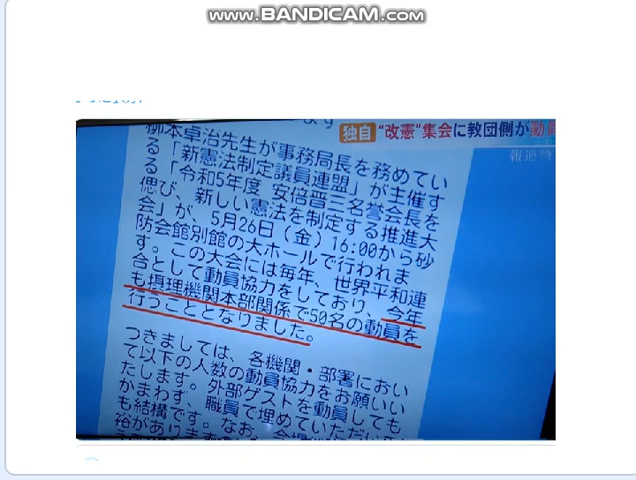 www.BANDICAM.com
独自 "改憲"集会に教団側が動員
報道特
柳本卓治先生が事務局長を務めてい
る「新憲法制定議員連盟」が主催す
る「令和5年度 安倍晋三名誉会長を
偲び、新しい憲法を制定する推進大
会」が、5月26日（金）16:00から砂
防会館別館の大ホールで行われま
す。この大会には毎年、世界平和連
合として動員協力をしており、今年
も摂理機関本部関係で50名の動員を
行うこととなりました。
つきましては、各機関・部署におい
て以下の人数の動員協力をお願いい
たします。外部ゲストを動員しても
かまわず、職員で埋めていただいて
も結構です。なお、
裕があります